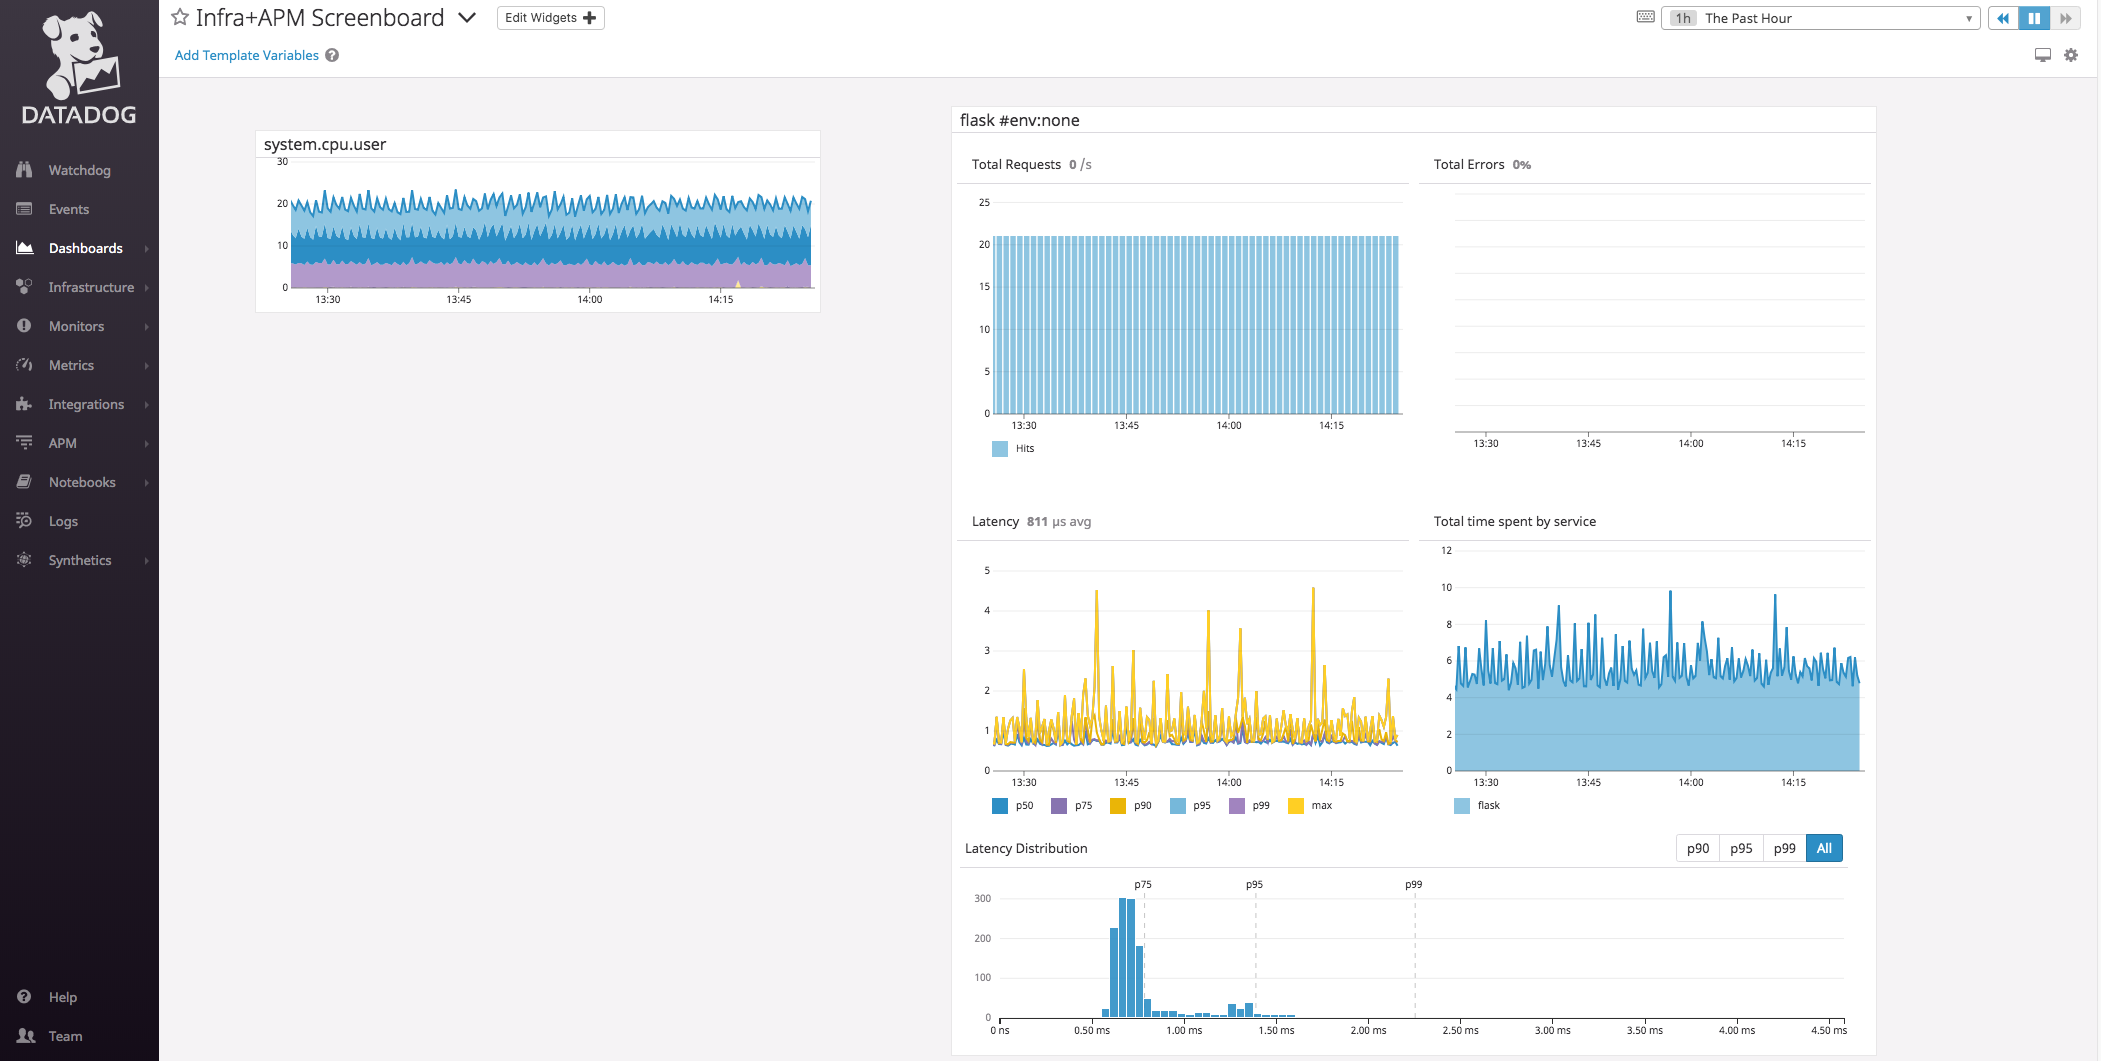 DATADOG
Watchdog
Events
Dashboards
Infrastructure
Monitors
Metrics
Integrations
APM
Notebooks
Logs
Synthetics
Help
Team
Infra+APM Screenboard
Edit Widgets
1h The Past Hour
Add Template Variables
system.cpu.user
30
20
10
0
13:30 13:45 14:00 14:15
flask #env:none
Total Requests 0 /s
25
20
15
10
5
0
13:30 13:45 14:00 14:15
Hits
Total Errors 0%
13:30 13:45 14:00 14:15
Latency 811 µs avg
5
4
3
2
1
0
13:30 13:45 14:00 14:15
p50 p75 p90 p95 p99 max
Total time spent by service
12
10
8
6
4
2
0
13:30 13:45 14:00 14:15
flask
Latency Distribution
p90 p95 p99 All
p75 p95 p99
300
200
100
0
0 ns 0.50 ms 1.00 ms 1.50 ms 2.00 ms 2.50 ms 3.00 ms 3.50 ms 4.00 ms 4.50 ms